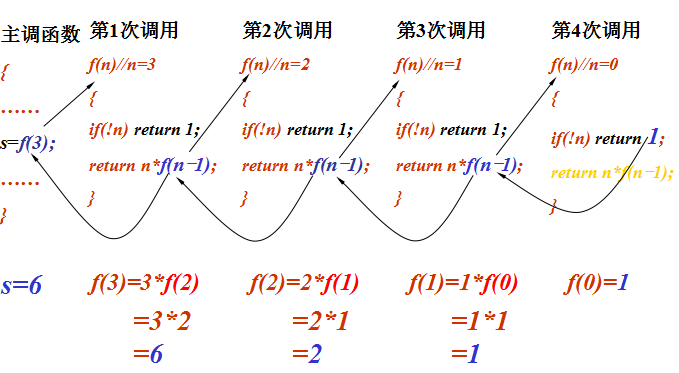 主调函数
{
……
s=f(3);
……
}
s=6
第1次调用
f(n)//n=3
{
if(!n) return 1;
return n*f(n-1);
}
f(3)=3*f(2)
=3*2
=6
第2次调用
f(n)//n=2
{
if(!n) return 1;
return n*f(n-1);
}
f(2)=2*f(1)
=2*1
=2
第3次调用
f(n)//n=1
{
if(!n) return 1;
return n*f(n-1);
}
f(1)=1*f(0)
=1*1
=1
第4次调用
f(n)//n=0
{
if(!n) return 1;
return n*f(n-1);
}
f(0)=1